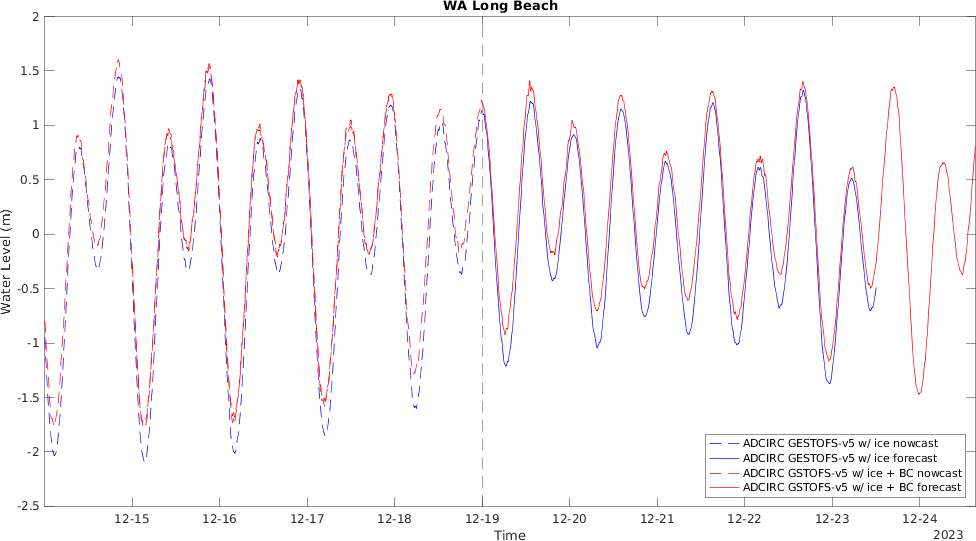 WA Long Beach
2
1.5
1
0.5
0
-0.5
-1
-1.5
-2
-2.5
Water Level (m)
ADCIRC GESTOFS-v5 w/ ice nowcast
ADCIRC GESTOFS-v5 w/ ice forecast
ADCIRC GSTOFS-v5 w/ ice + BC nowcast
ADCIRC GSTOFS-v5 w/ ice + BC forecast
12-15 12-16 12-17 12-18 12-19 12-20 12-21 12-22 12-23 12-24
Time
2023